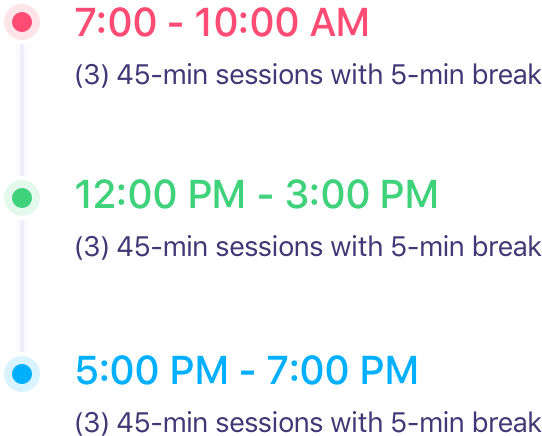 7:00 - 10:00 AM
(3) 45-min sessions with 5-min break
12:00 PM - 3:00 PM
(3) 45-min sessions with 5-min break
5:00 PM - 7:00 PM
(3) 45-min sessions with 5-min break